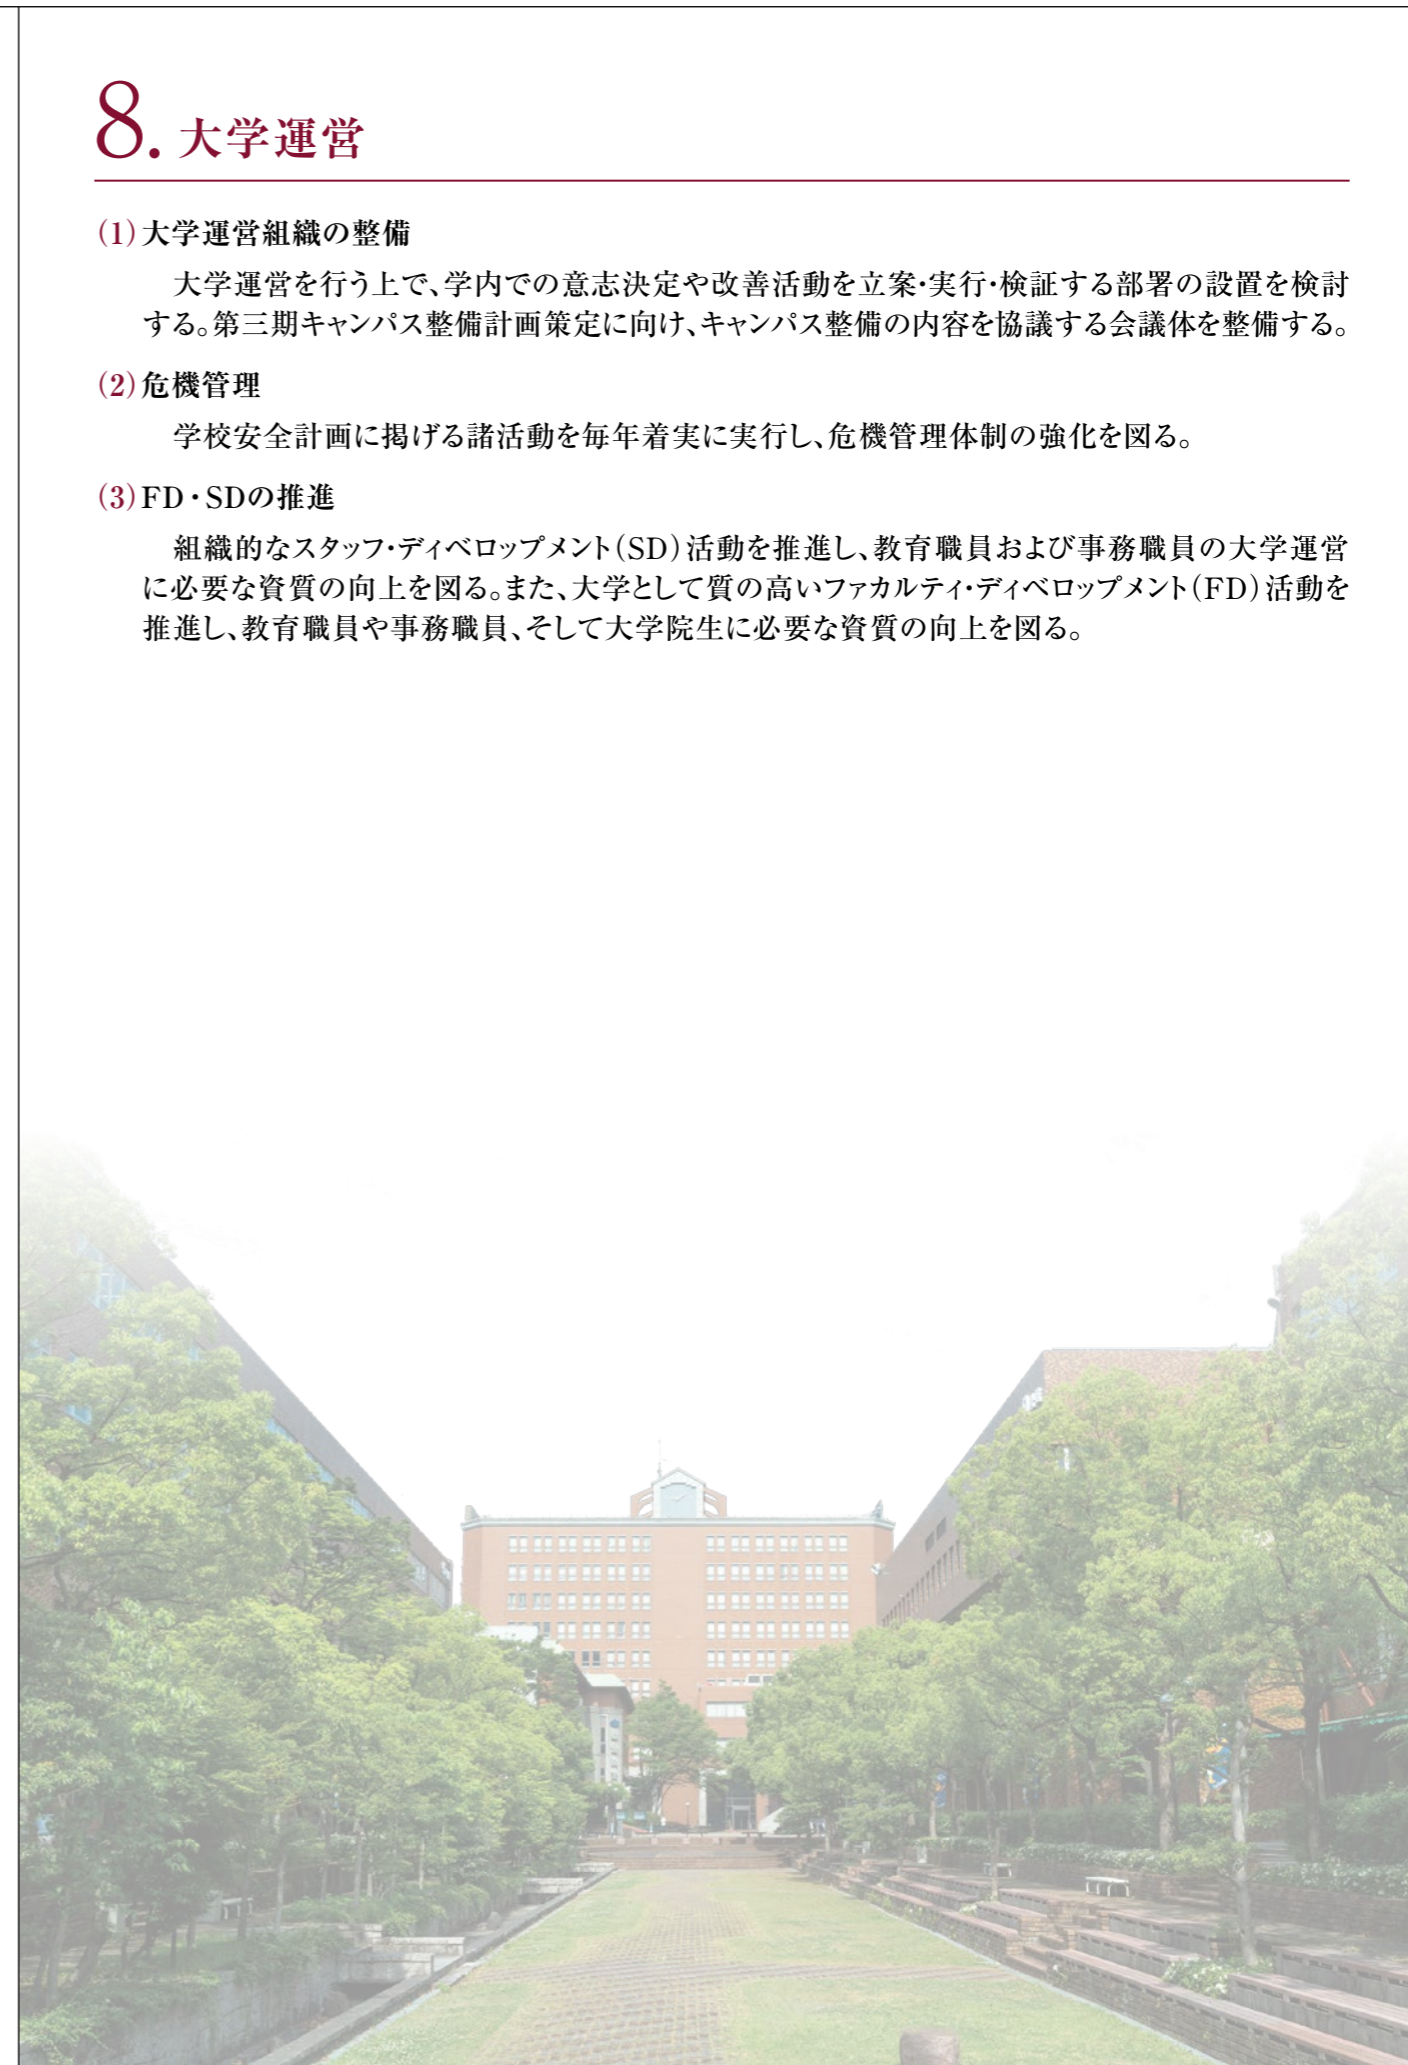 8. 大学運営
(1)大学運営組織の整備
大学運営を行う上で、学内での意志決定や改善活動を立案・実行・検証する部署の設置を検討
する。第三期キャンパス整備計画策定に向け、キャンパス整備の内容を協議する会議体を整備する。
(2)危機管理
学校安全計画に掲げる諸活動を毎年着実に実行し、危機管理体制の強化を図る。
(3)FD・SDの推進
組織的なスタッフ・ディベロップメント(SD)活動を推進し、教育職員および事務職員の大学運営
に必要な資質の向上を図る。また、大学として質の高いファカルティ・ディベロップメント(FD)活動を
推進し、教育職員や事務職員、そして大学院生に必要な資質の向上を図る。